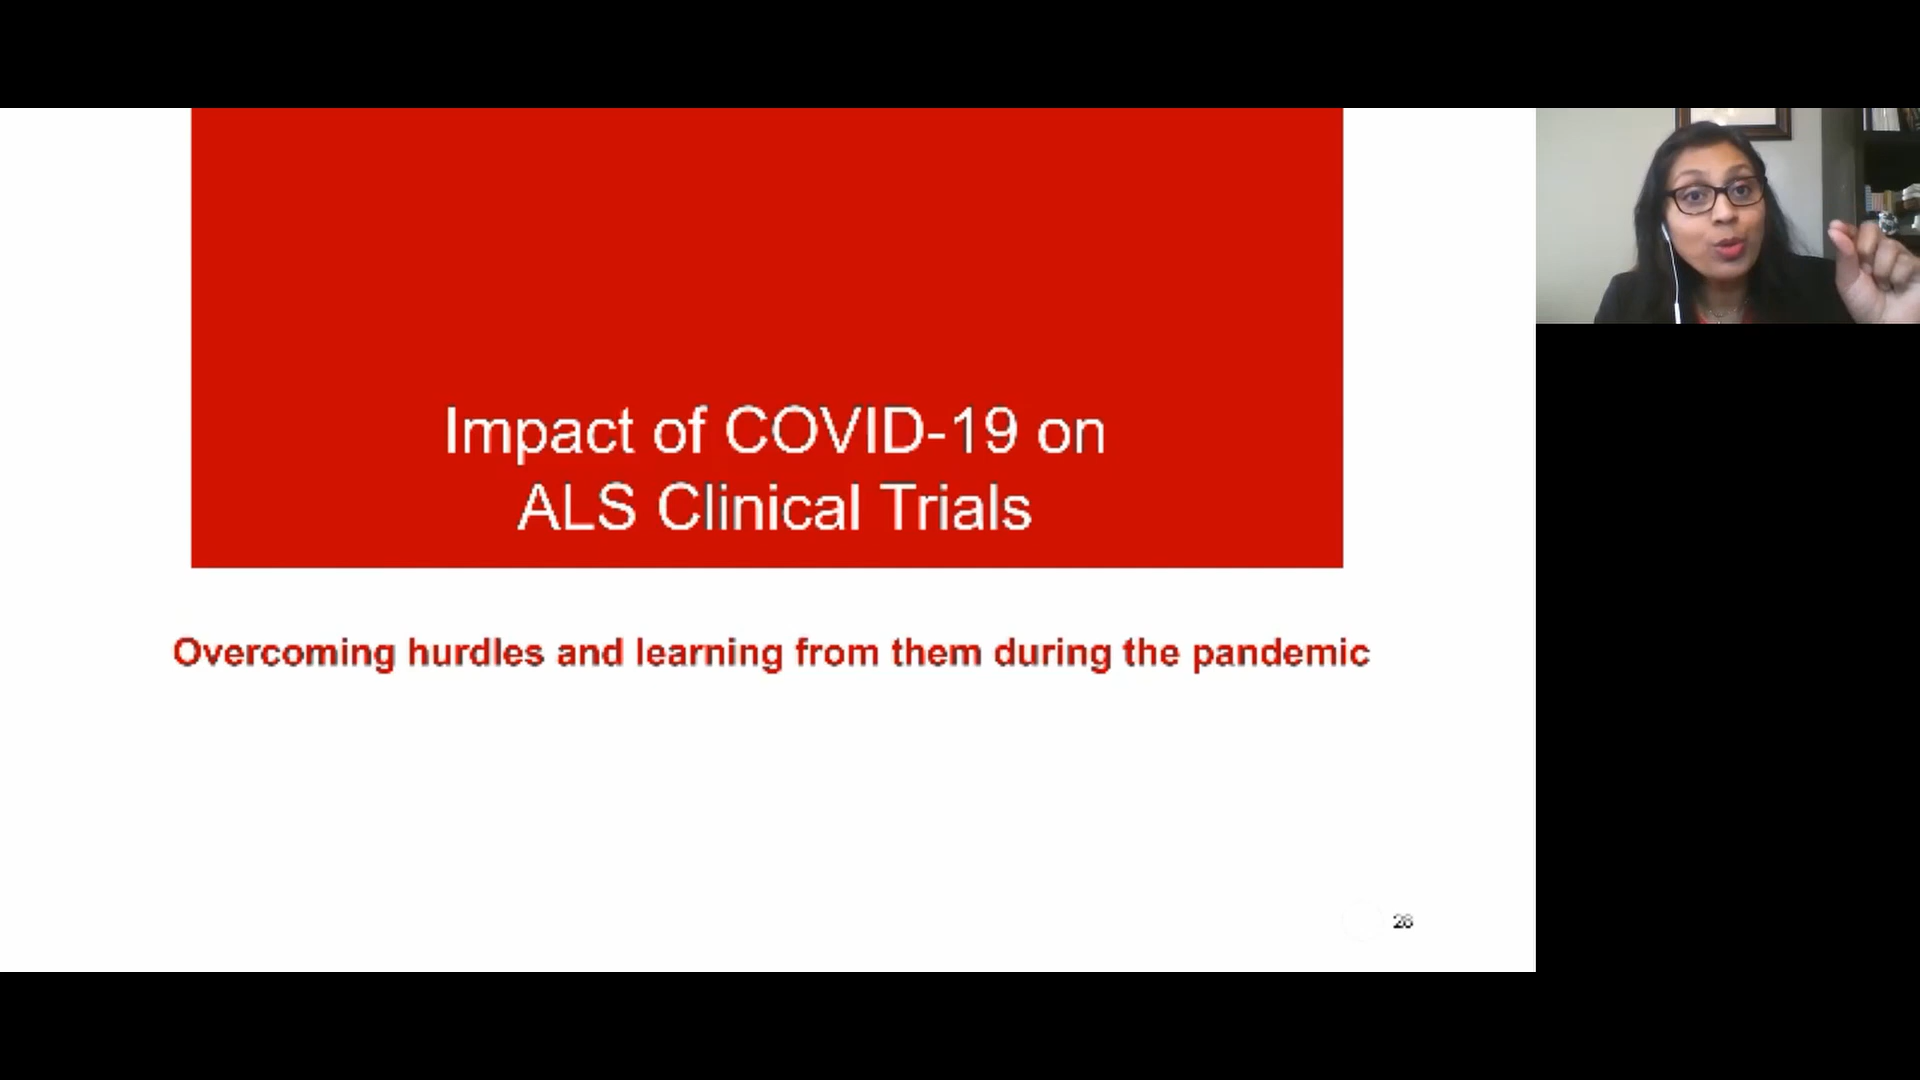 Impact of COVID-19 on
ALS Clinical Trials
Overcoming hurdles and learning from them during the pandemic
28